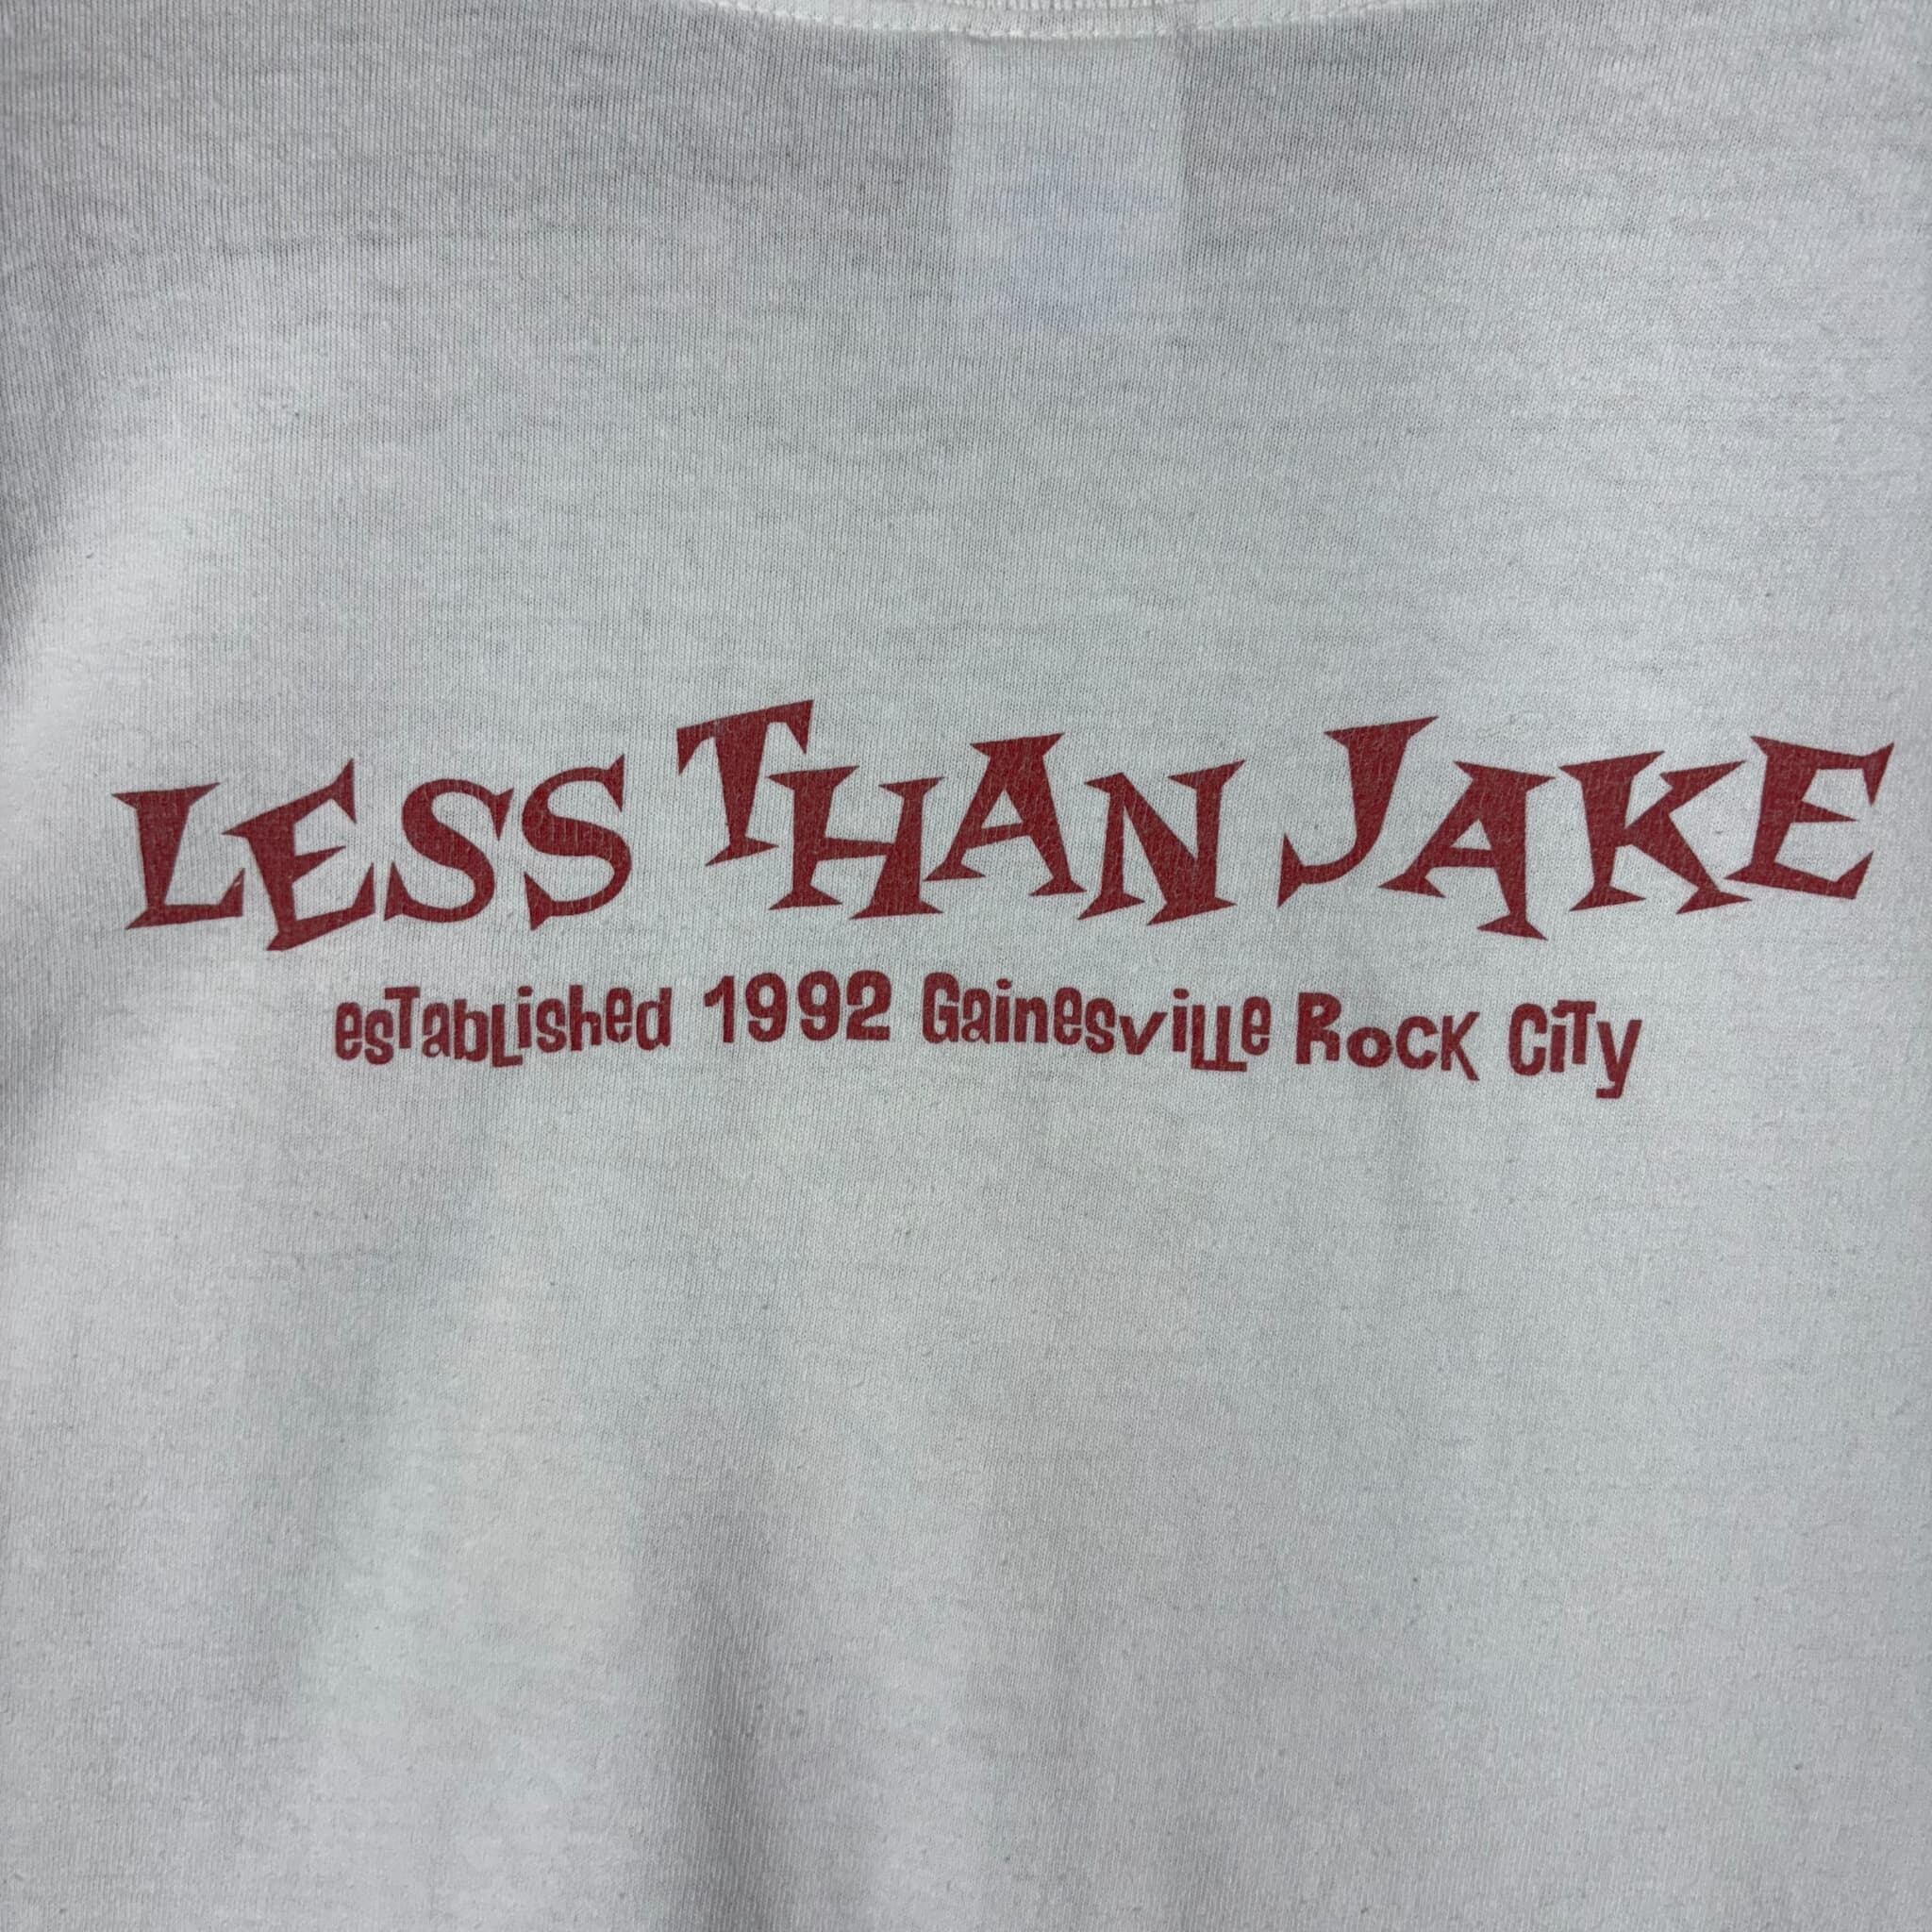 LESS THAN JAKE
esTabLished 1992 GainesviLLe RocK CiTy